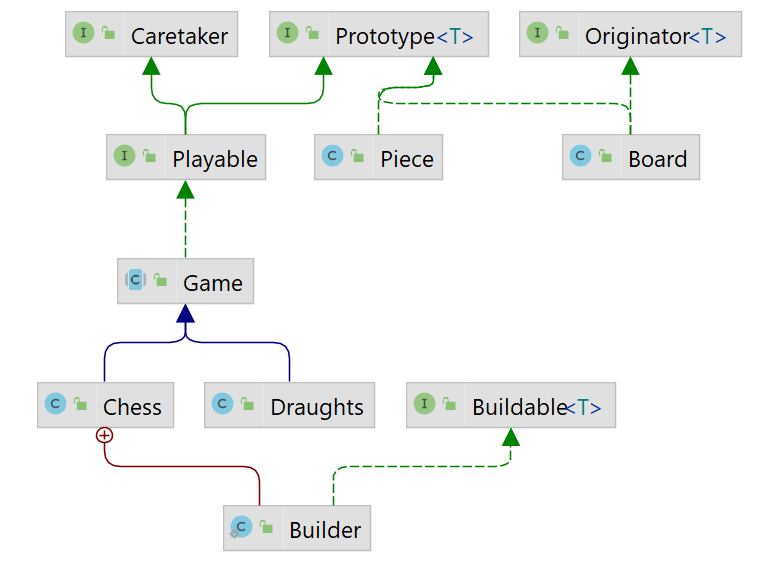 I Caretaker
I Prototype<T>
I Originator<T>
I Playable
C Piece
C Board
C Game
C Chess
C Draughts
I Buildable<T>
C Builder